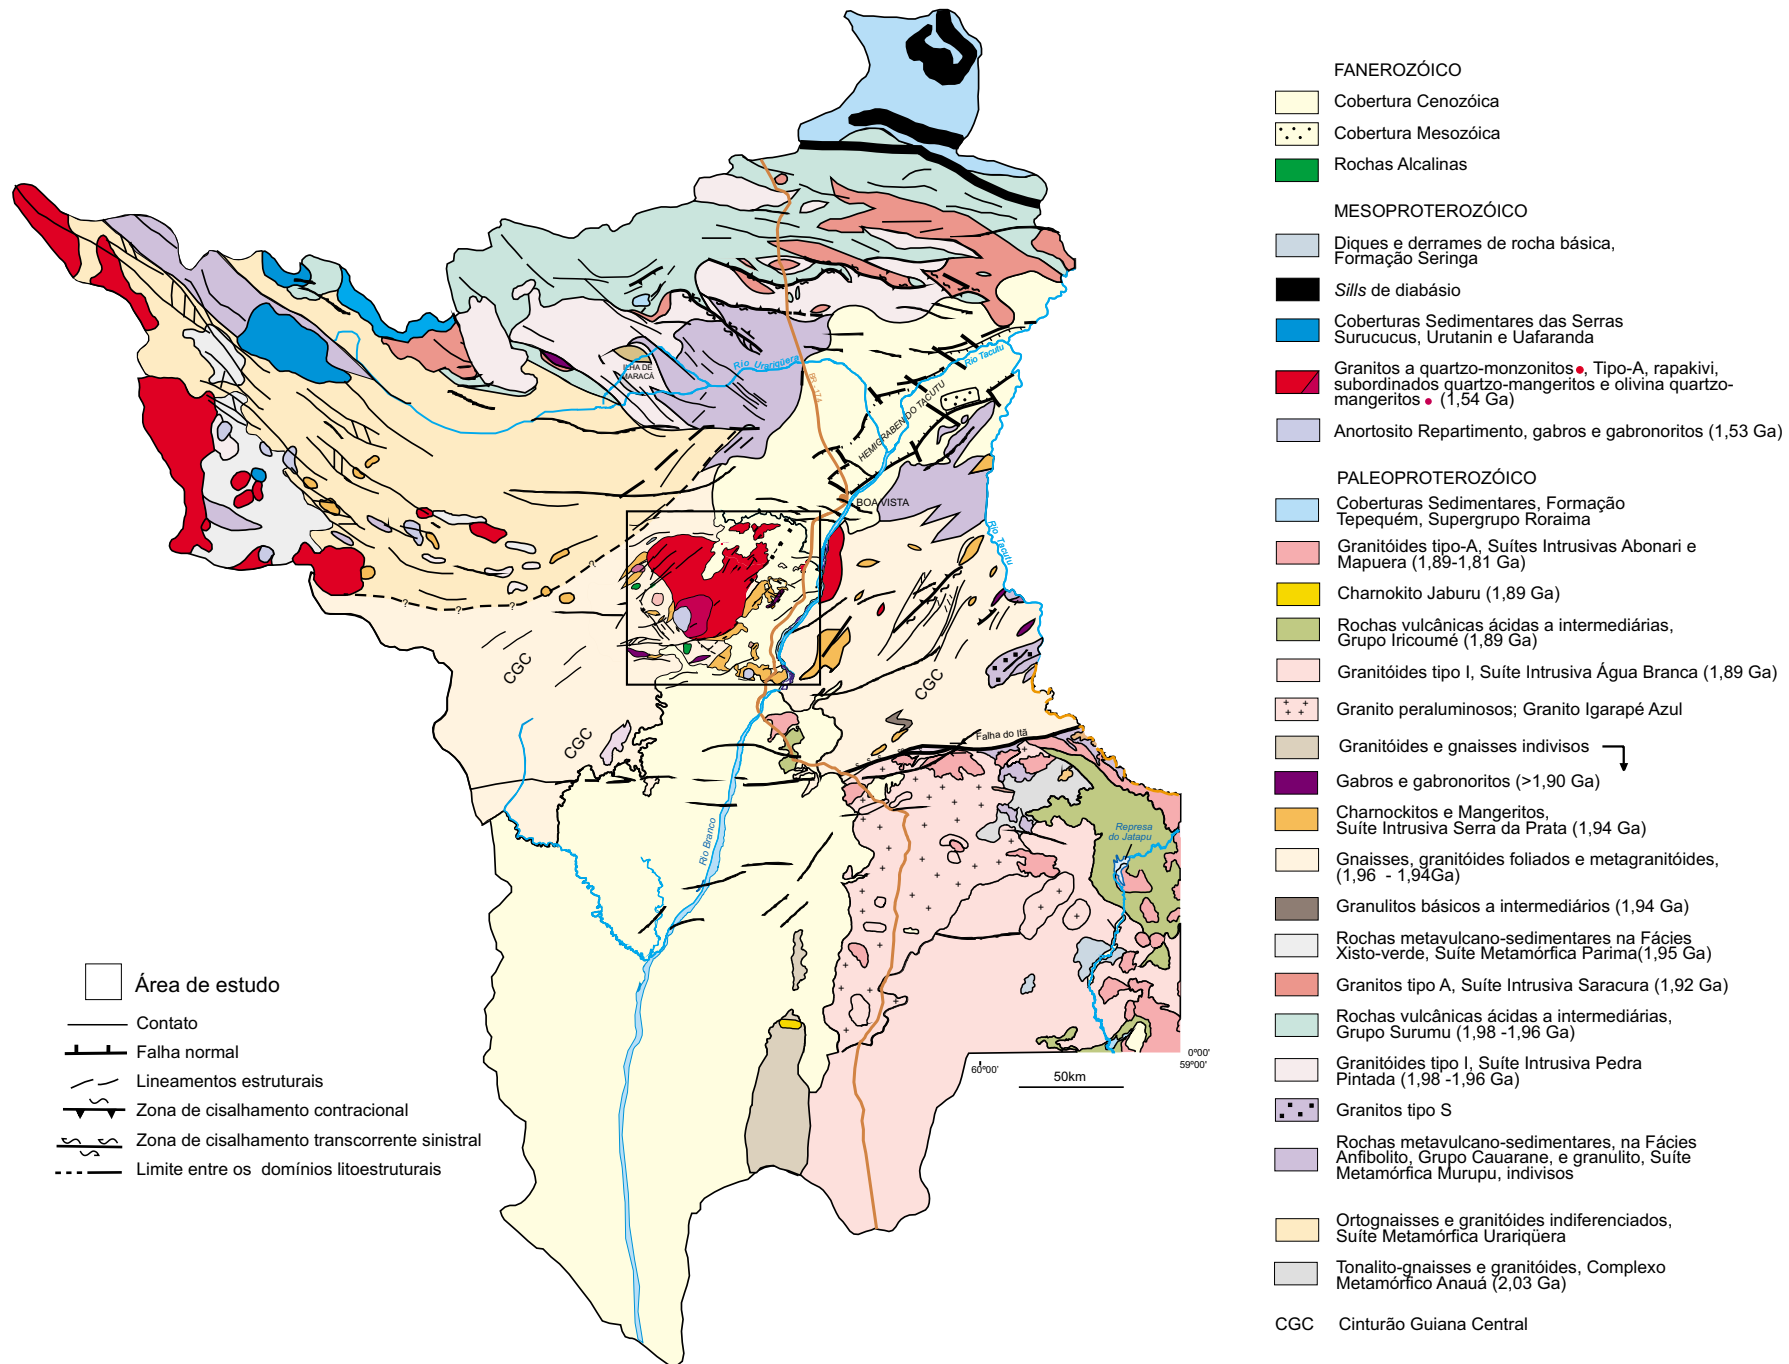 FANEROZÓICO
Cobertura Cenozóica
Cobertura Mesozóica
Rochas Alcalinas
MESOPROTEROZÓICO
Diques e derrames de rocha básica,
Formação Seringa
Sills de diabásio
Coberturas Sedimentares das Serras
Surucucus, Urutanin e Uafaranda
Granitos a quartzo-monzonitos , Tipo-A, rapakivi,
subordinados quartzo-mangeritos e olivina quartzo-
mangeritos (1,54 Ga)
Anortosito Repartimento, gabros e gabronoritos (1,53 Ga)
PALEOPROTEROZÓICO
Coberturas Sedimentares, Formação
Tepequém, Supergrupo Roraima
Granitóides tipo-A, Suítes Intrusivas Abonari e
Mapuera (1,89-1,81 Ga)
Charnokito Jaburu (1,89 Ga)
Rochas vulcânicas ácidas a intermediárias,
Grupo Iricoumé (1,89 Ga)
Granitóides tipo I, Suíte Intrusiva Água Branca (1,89 Ga)
Granito peraluminosos; Granito Igarapé Azul
Granitóides e gnaisses indivisos
Gabros e gabronoritos (>1,90 Ga)
Charnockitos e Mangeritos,
Suíte Intrusiva Serra da Prata (1,94 Ga)
Gnaisses, granitóides foliados e metagranitóides,
(1,96 - 1,94Ga)
Granulitos básicos a intermediários (1,94 Ga)
Rochas metavulcano-sedimentares na Fácies
Xisto-verde, Suíte Metamórfica Parima(1,95 Ga)
Granitos tipo A, Suíte Intrusiva Saracura (1,92 Ga)
Rochas vulcânicas ácidas a intermediárias,
Grupo Surumu (1,98 -1,96 Ga)
Granitóides tipo I, Suíte Intrusiva Pedra
Pintada (1,98 -1,96 Ga)
Granitos tipo S
Rochas metavulcano-sedimentares, na Fácies
Anfibolito, Grupo Cauarane, e granulito, Suíte
Metamórfica Murupu, indivisos
Ortognaisses e granitóides indiferenciados,
Suíte Metamórfica Urariqüera
Tonalito-gnaisses e granitóides, Complexo
Metamórfico Anauá (2,03 Ga)
CGC Cinturão Guiana Central
Rio Urariqüera
ILHA DE
MARACÁ
BR - 174
Rio Tacutu
HEMIGRABEN DO TACUTU
BOA VISTA
Rio Tacutu
?
?
?
?
CGC
CGC
CGC
Falha do Itã
Rio Branco
Represa
do Jatapu
0º00'
60º00'
59º00'
50km
Área de estudo
Contato
Falha normal
Lineamentos estruturais
Zona de cisalhamento contracional
Zona de cisalhamento transcorrente sinistral
Limite entre os domínios litoestruturais